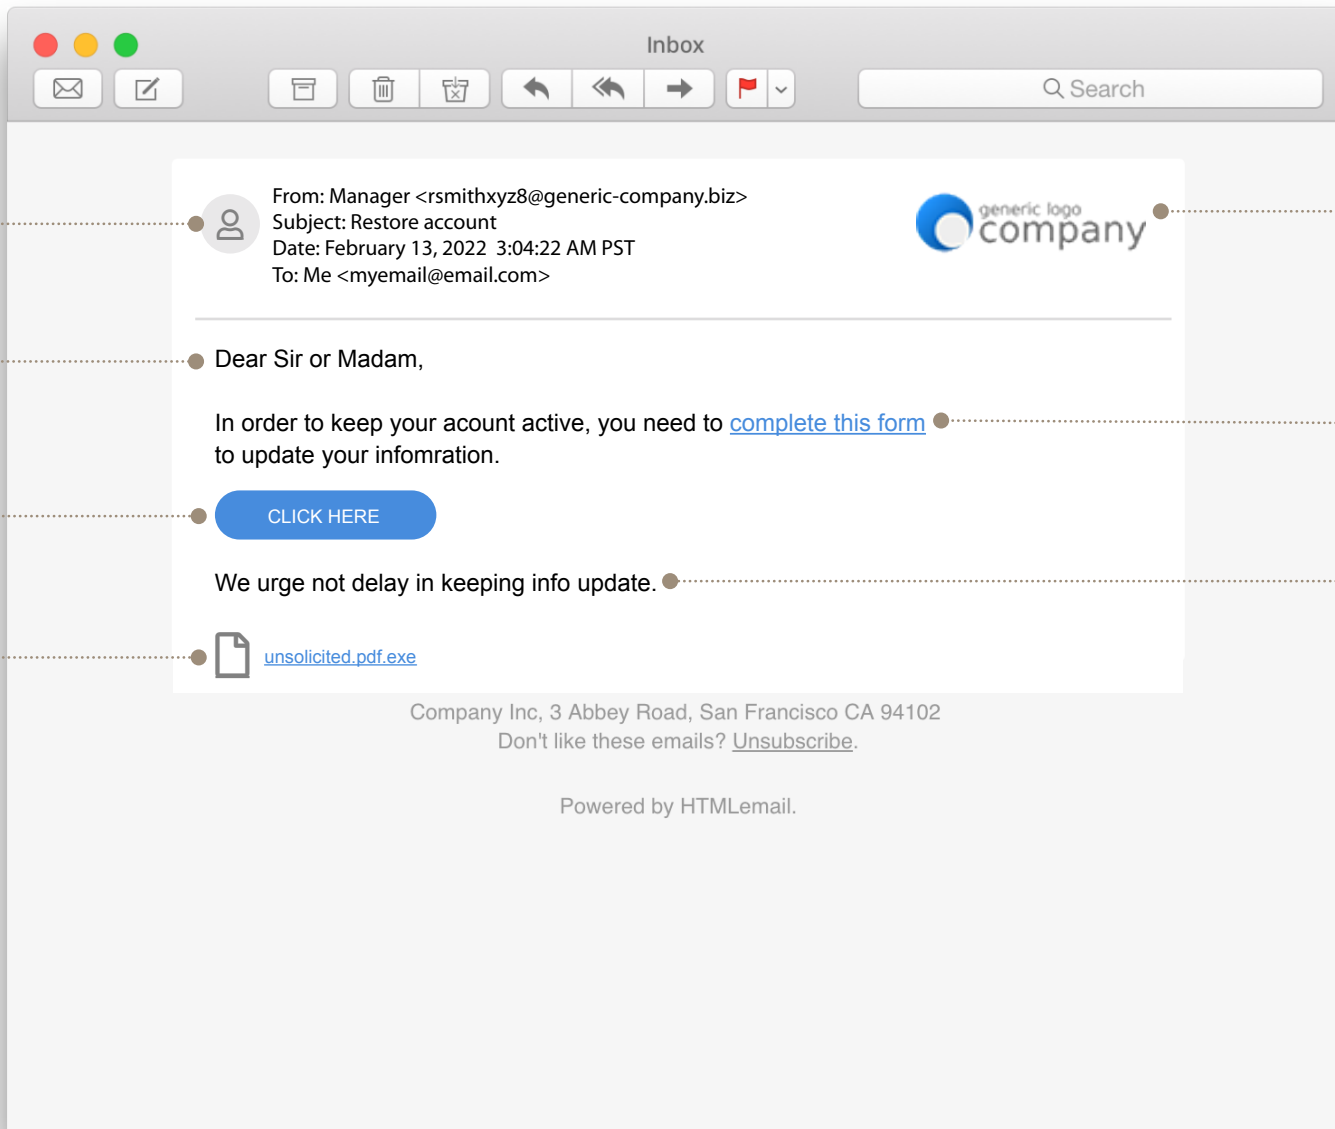 Inbox
Search
From: Manager <rsmithxyz8@generic-company.biz>
Subject: Restore account
Date: February 13, 2022  3:04:22 AM PST
To: Me <myemail@email.com>
generic logo
company
Dear Sir or Madam,
In order to keep your acount active, you need to complete this form
to update your infomration.
CLICK HERE
We urge not delay in keeping info update.
unsolicited.pdf.exe
Company Inc, 3 Abbey Road, San Francisco CA 94102
Don't like these emails? Unsubscribe.
Powered by HTMLemail.